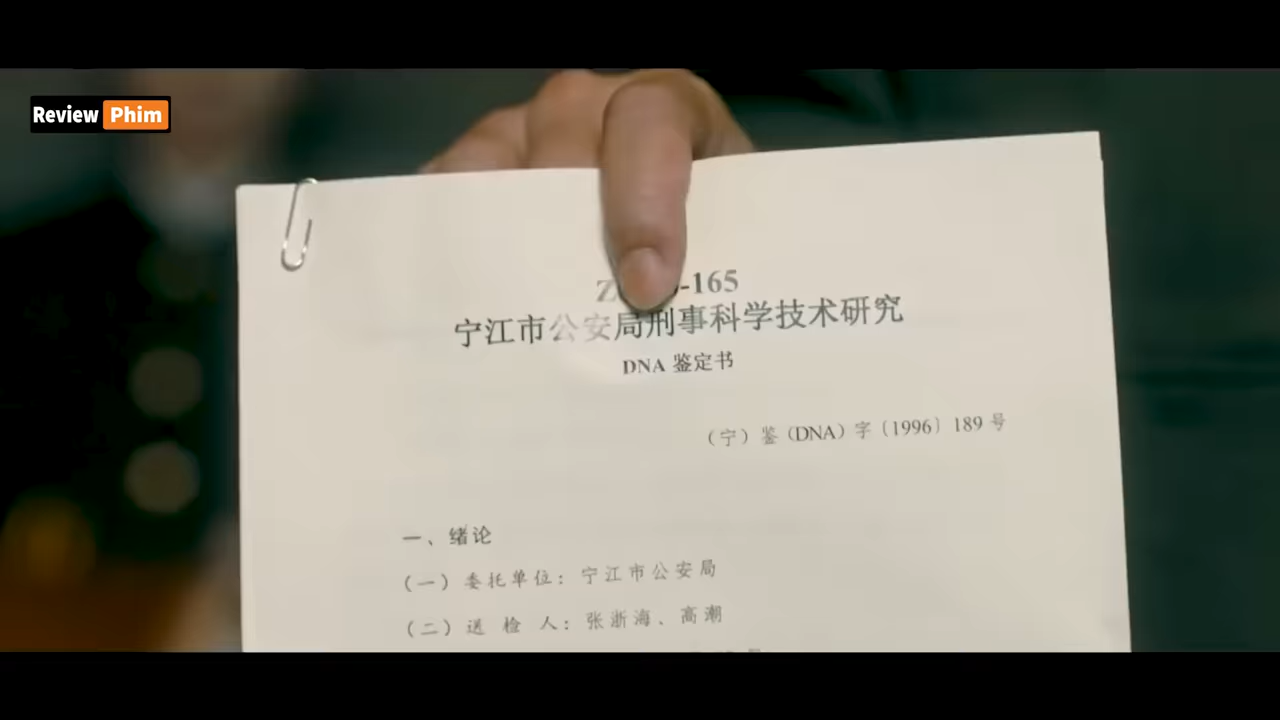 Review Phim
-165
宁江市公安局刑事科学技术研究
DNA 鉴定书
（宁）鉴（DNA）字〔1996〕189 号
一、绪论
（一）委托单位：宁江市公安局
（二）送 检 人：张浙海、高潮